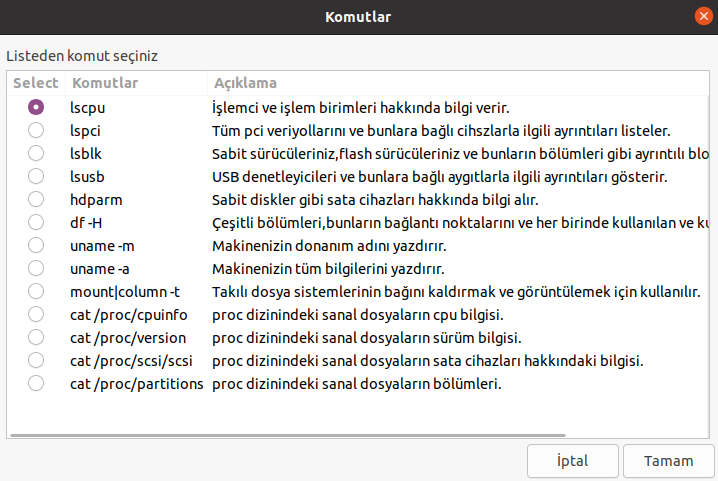 Komutlar
Listeden komut seçiniz
Select Komutlar Açıklama
lscpu İşlemci ve işlem birimleri hakkında bilgi verir.
lspci Tüm pci veriyollarını ve bunlara bağlı cihszlarla ilgili ayrıntıları listeler.
lsblk Sabit sürücüleriniz,flash sürücüleriniz ve bunların bölümleri gibi ayrıntılı blo
lsusb USB denetleyicileri ve bunlara bağlı aygıtlarla ilgili ayrıntıları gösterir.
hdparm Sabit diskler gibi sata cihazları hakkında bilgi alır.
df -H Çeşitli bölümleri,bunların bağlantı noktalarını ve her birinde kullanılan ve ku
uname -m Makinenizin donanım adını yazdırır.
uname -a Makinenizin tüm bilgilerini yazdırır.
mount|column -t Takılı dosya sistemlerinin bağını kaldırmak ve görüntülemek için kullanılır.
cat /proc/cpuinfo proc dizinindeki sanal dosyaların cpu bilgisi.
cat /proc/version proc dizinindeki sanal dosyaların sürüm bilgisi.
cat /proc/scsi/scsi proc dizinindeki sanal dosyaların sata cihazları hakkındaki bilgisi.
cat /proc/partitions proc dizinindeki sanal dosyaların bölümleri.
İptal Tamam